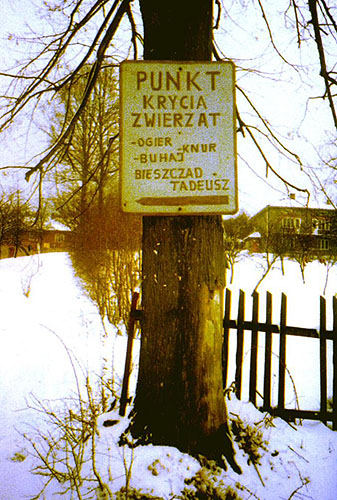 PUNKT
KRYCIA
ZWIERZAT
-OGIER -KNUR
-BUHAJ
BIESZCZAD
TADEUSZ